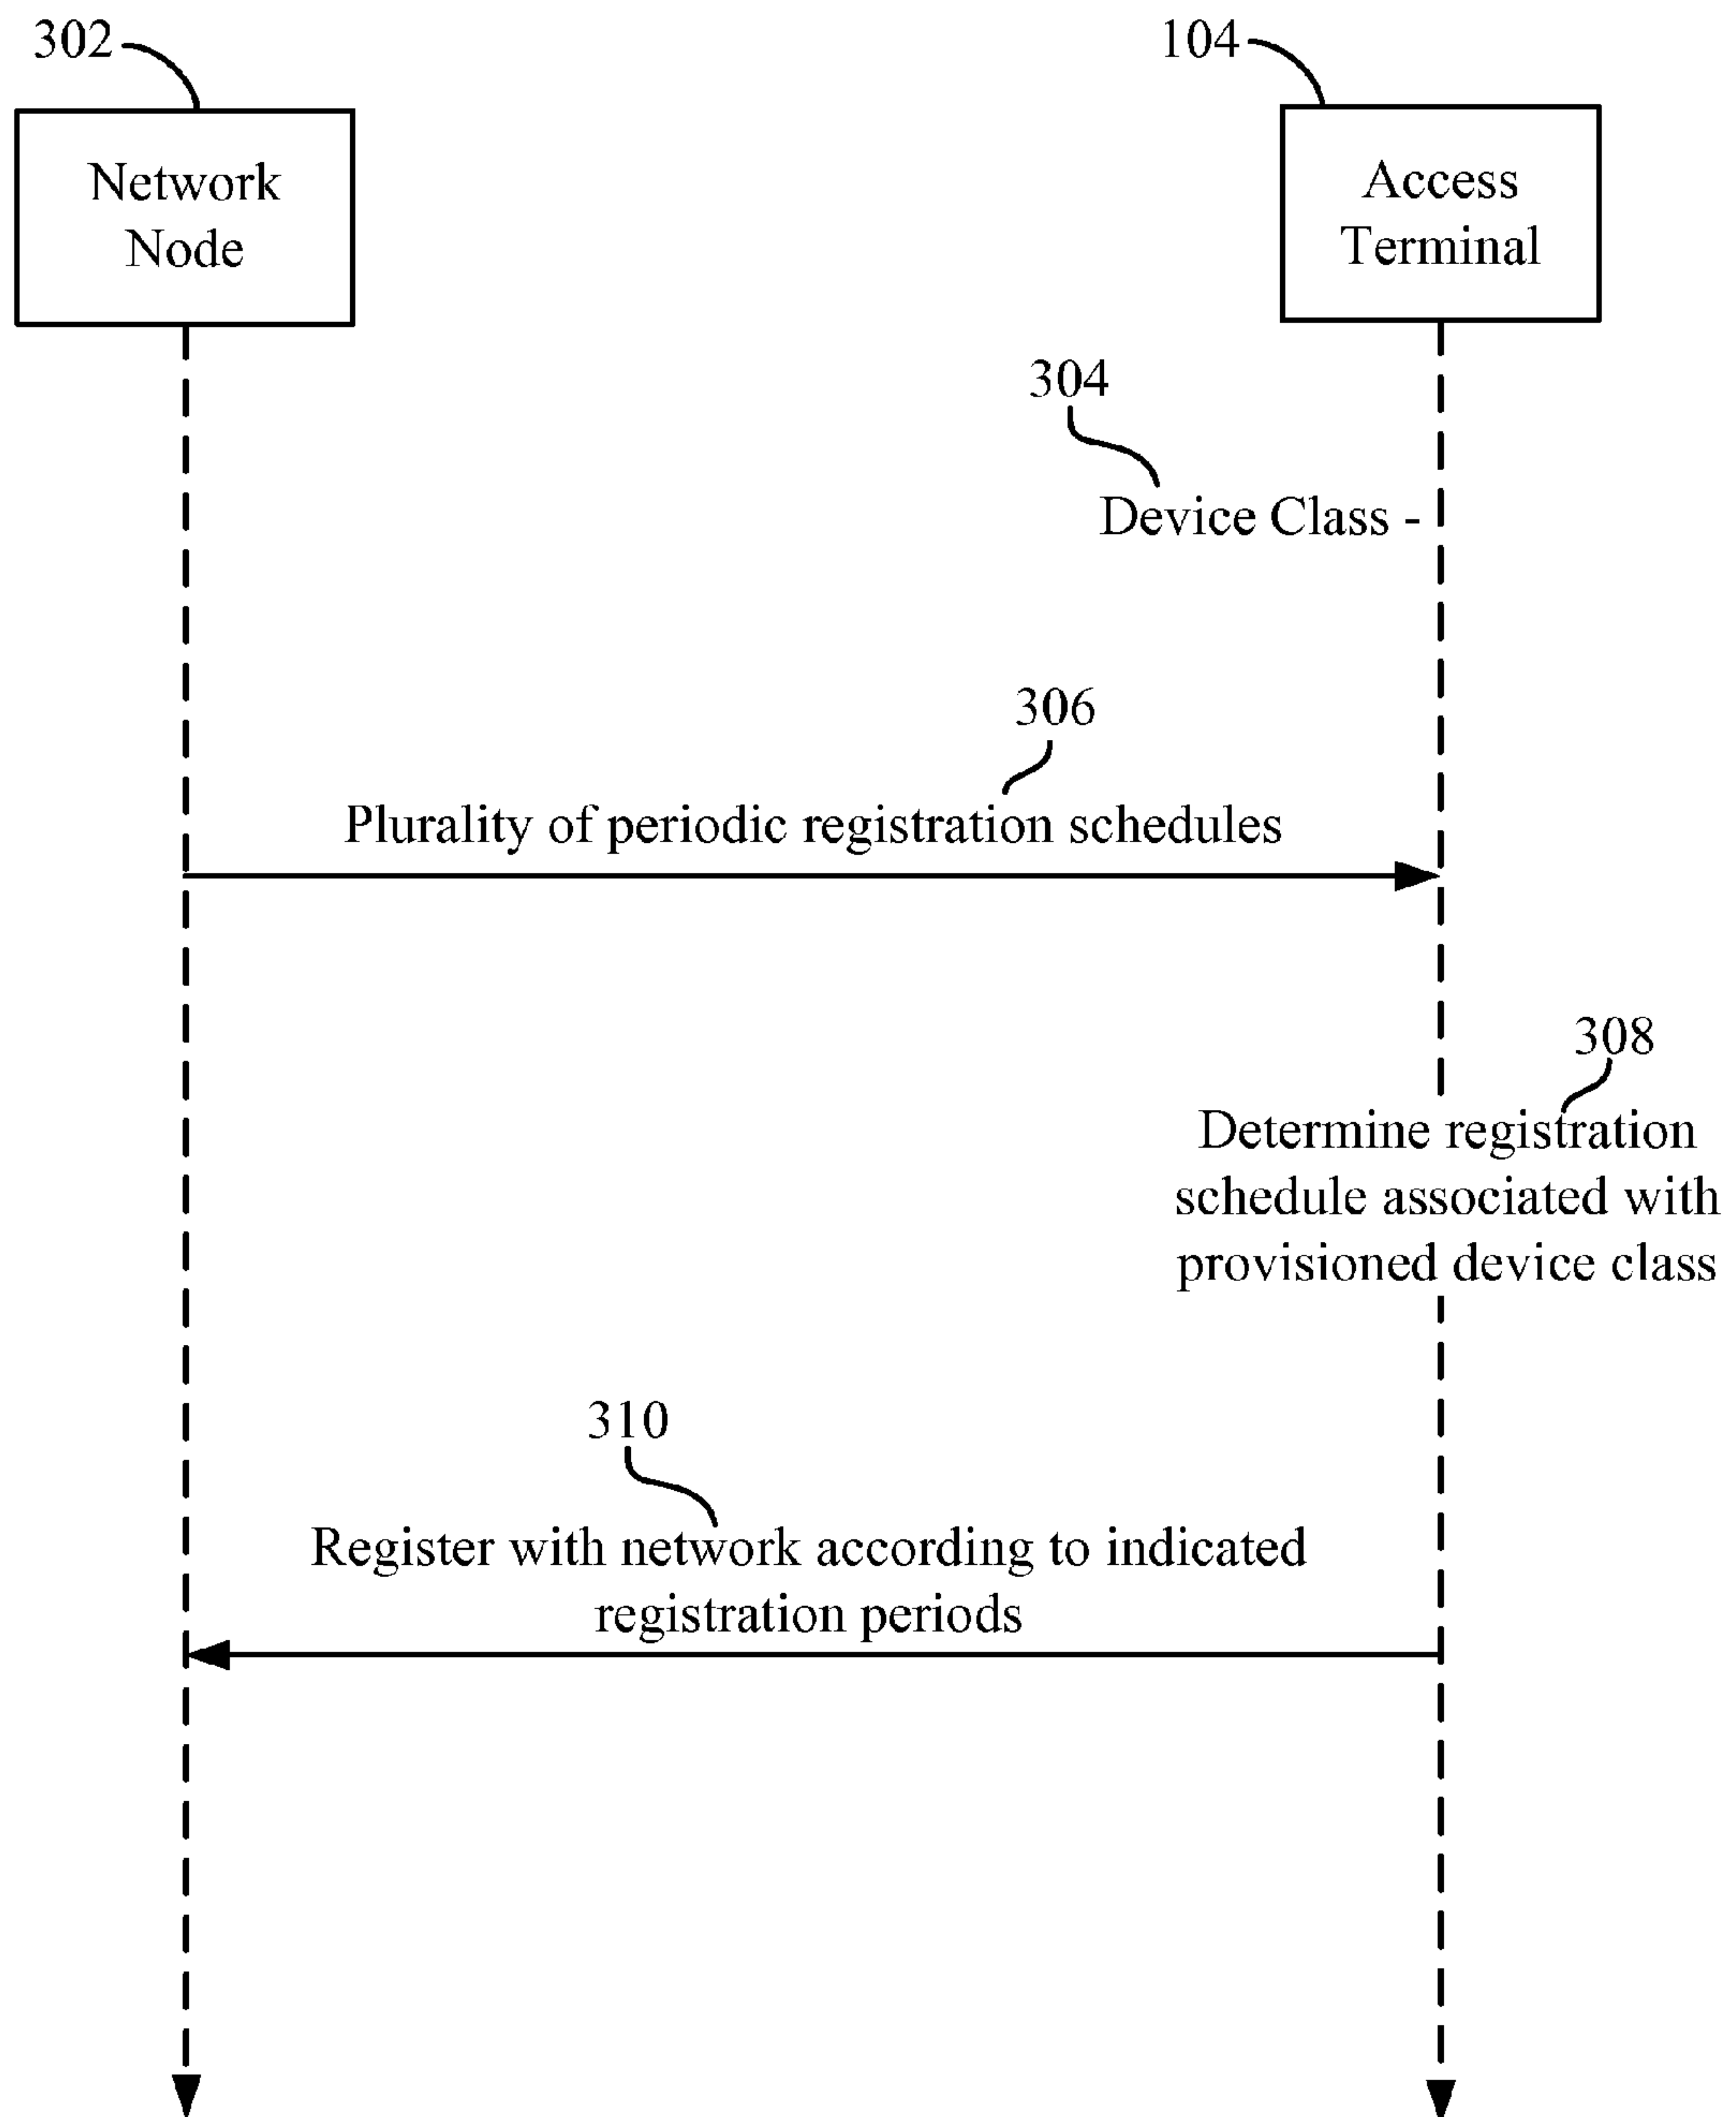 302
104
Network
Node
Access
Terminal
304
Device Class -
306
Plurality of periodic registration schedules
308
Determine registration
schedule associated with
provisioned device class
310
Register with network according to indicated
registration periods